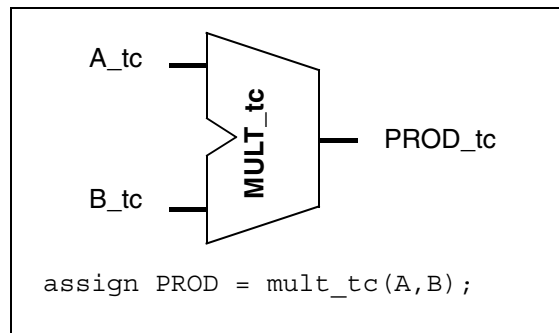 A_tc
MULT_tc
PROD_tc
B_tc
assign PROD = mult_tc(A,B);